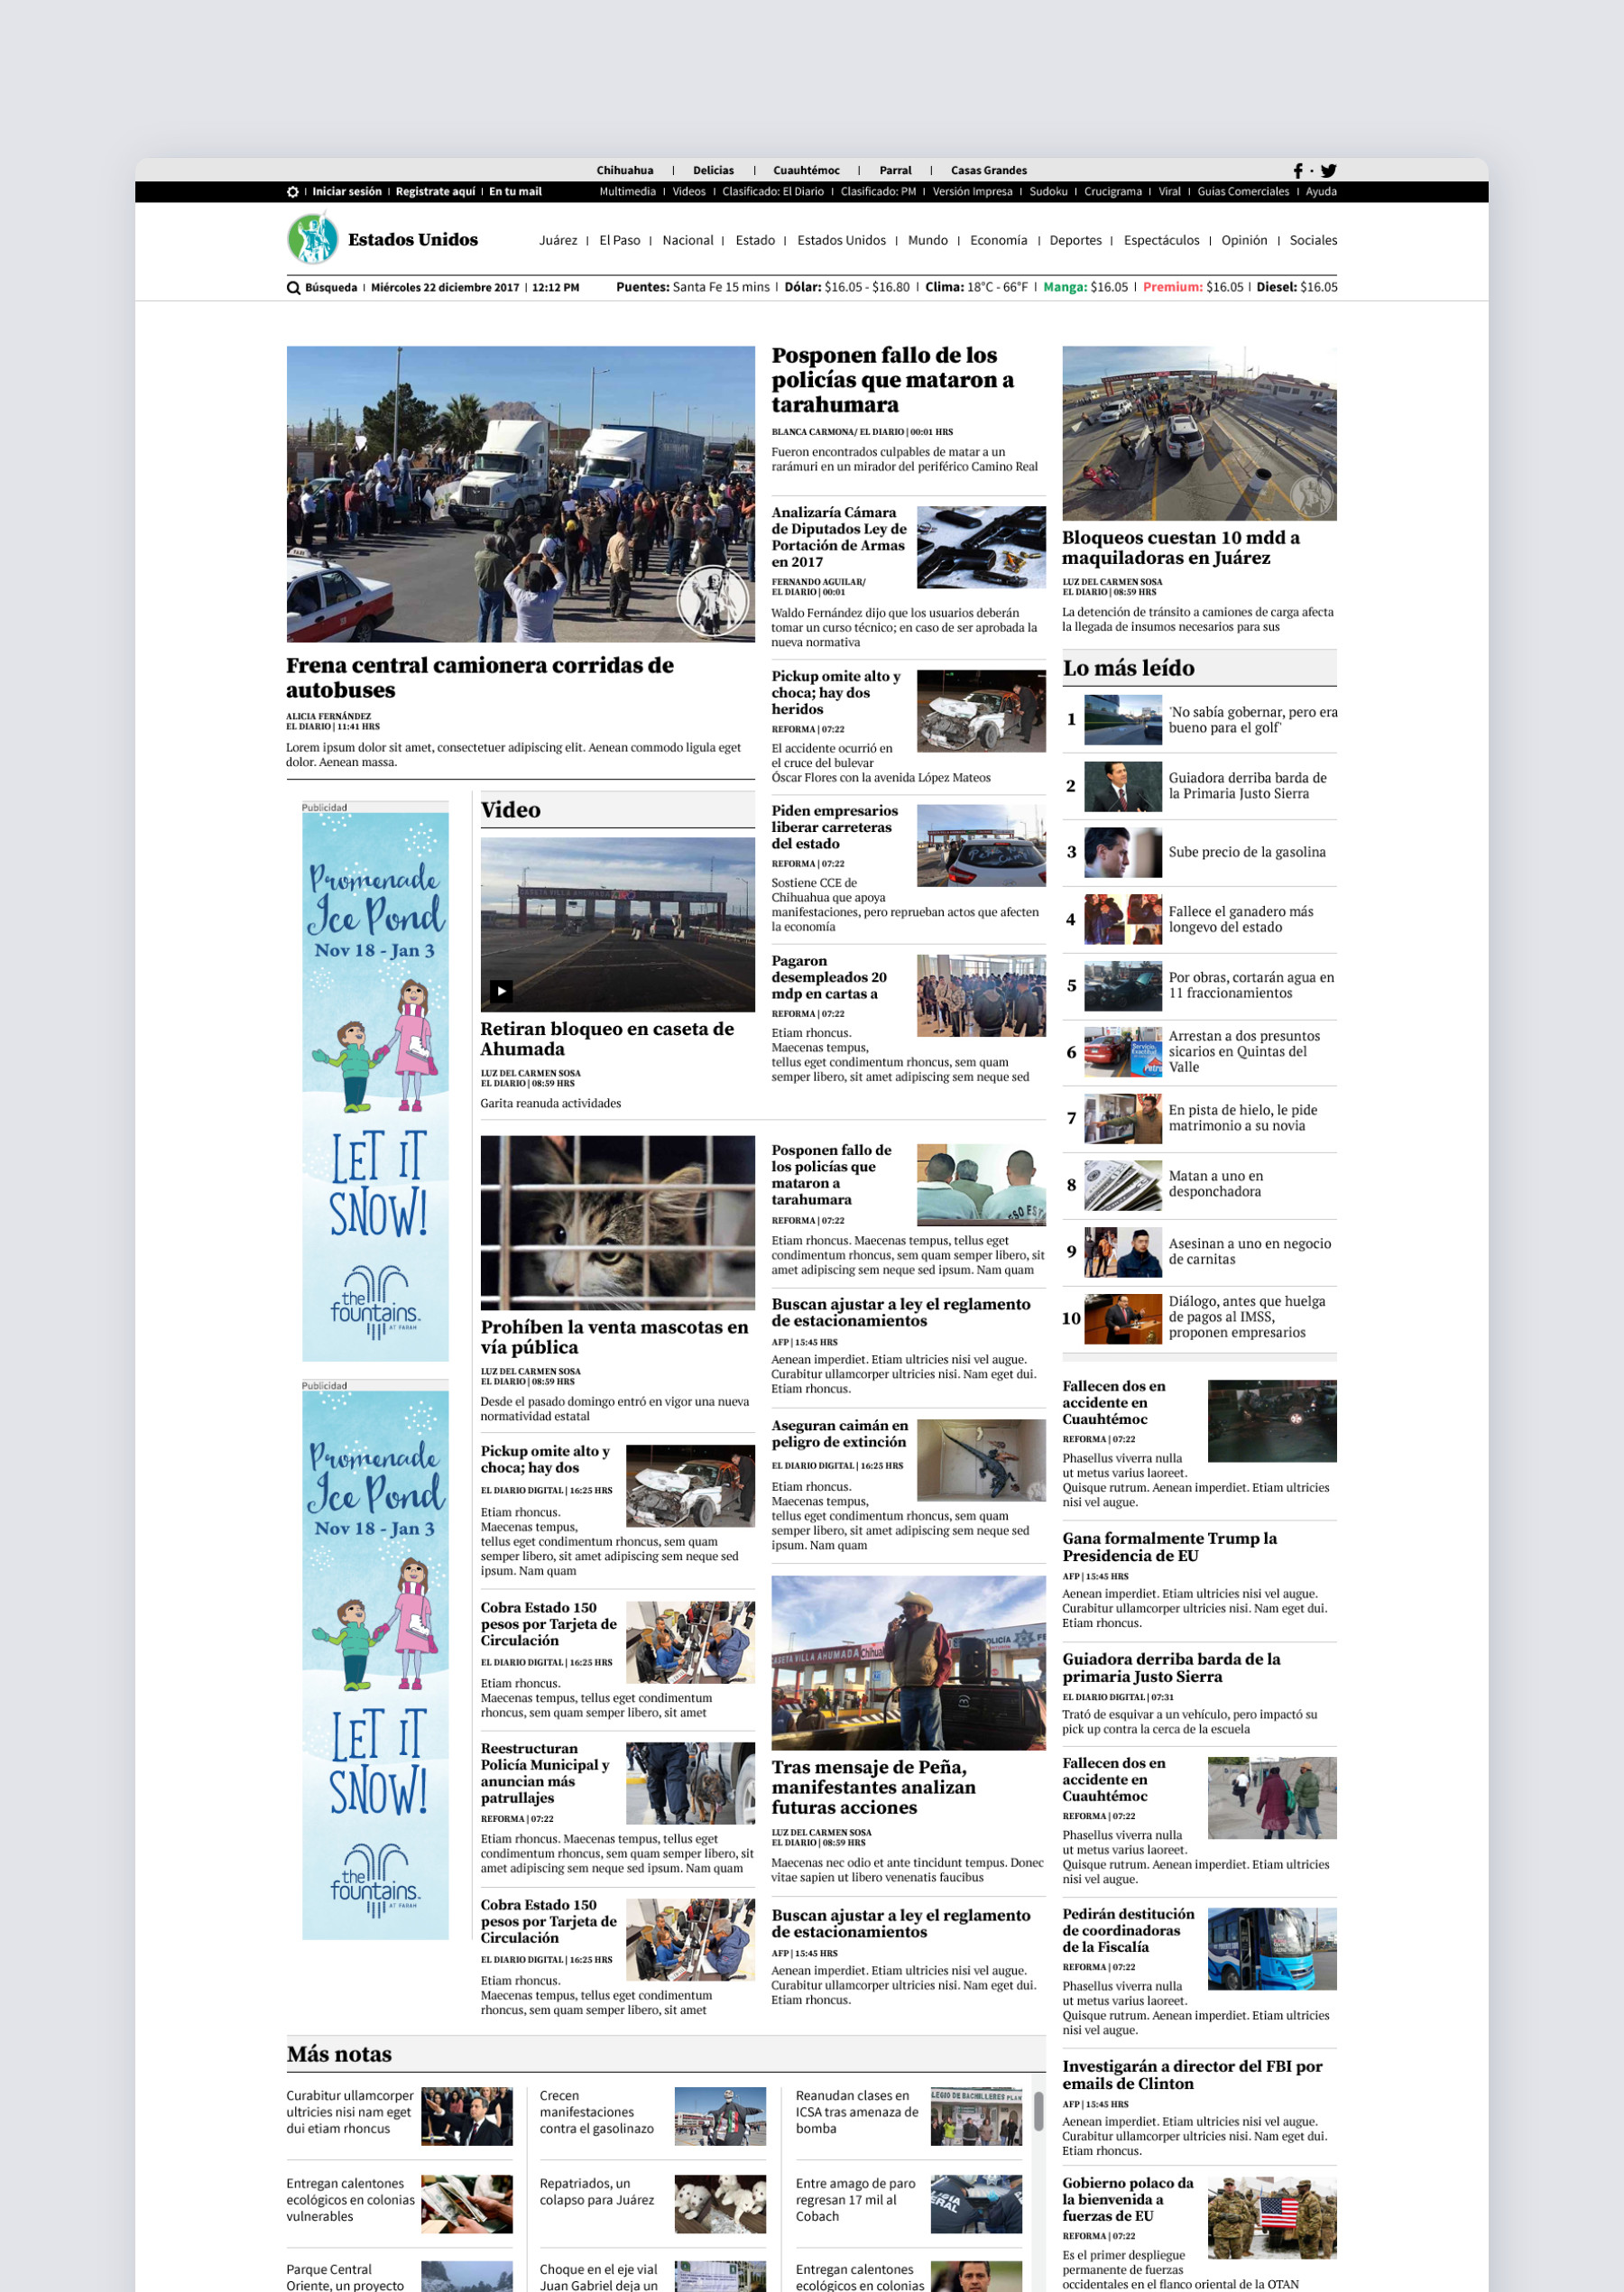 Chihuahua | Delicias | Cuauhtémoc | Parral | Casas Grandes
Iniciar sesión | Registrate aquí | En tu mail
Multimedia | Videos | Clasificado: El Diario | Clasificado: PM | Versión Impresa | Sudoku | Crucigrama | Viral | Guías Comerciales | Ayuda
Estados Unidos
Juárez | El Paso | Nacional | Estado | Estados Unidos | Mundo | Economía | Deportes | Espectáculos | Opinión | Sociales
Búsqueda | Miércoles 22 diciembre 2017 | 12:12 PM
Puentes: Santa Fe 15 mins | Dólar: $16.05 - $16.80 | Clima: 18°C - 66°F | Manga: $16.05 | Premium: $16.05 | Diesel: $16.05
Frena central camionera corridas de
autobuses
ALICIA FERNÁNDEZ
EL DIARIO | 11:41 HRS
Lorem ipsum dolor sit amet, consectetuer adipiscing elit. Aenean commodo ligula eget
dolor. Aenean massa.
Publicidad
Promenade
Ice Pond
Nov 18 - Jan 3
LET IT
SNOW!
the
fountains.
AT FARAH
Publicidad
Promenade
Ice Pond
Nov 18 - Jan 3
LET IT
SNOW!
the
fountains.
AT FARAH
Video
CASETA VILLA AHUMADA
Retiran bloqueo en caseta de
Ahumada
LUZ DEL CARMEN SOSA
EL DIARIO | 08:59 HRS
Garita reanuda actividades
Prohíben la venta mascotas en
vía pública
LUZ DEL CARMEN SOSA
EL DIARIO | 08:59 HRS
Desde el pasado domingo entró en vigor una nueva
normatividad estatal
Pickup omite alto y
choca; hay dos
EL DIARIO DIGITAL | 16:25 HRS
Etiam rhoncus.
Maecenas tempus,
tellus eget condimentum rhoncus, sem quam
semper libero, sit amet adipiscing sem neque sed
ipsum. Nam quam
Cobra Estado 150
pesos por Tarjeta de
Circulación
EL DIARIO DIGITAL | 16:25 HRS
Etiam rhoncus.
Maecenas tempus, tellus eget condimentum
rhoncus, sem quam semper libero, sit amet
Reestructuran
Policía Municipal y
anuncian más
patrullajes
REFORMA | 07:22
Etiam rhoncus. Maecenas tempus, tellus eget
condimentum rhoncus, sem quam semper libero, sit
amet adipiscing sem neque sed ipsum. Nam quam
Cobra Estado 150
pesos por Tarjeta de
Circulación
EL DIARIO DIGITAL | 16:25 HRS
Etiam rhoncus.
Maecenas tempus, tellus eget condimentum
rhoncus, sem quam semper libero, sit amet
Posponen fallo de los
policías que mataron a
tarahumara
BLANCA CARMONA/ EL DIARIO | 00:01 HRS
Fueron encontrados culpables de matar a un
rarámuri en un mirador del periférico Camino Real
Analizaría Cámara
de Diputados Ley de
Portación de Armas
en 2017
FERNANDO AGUILAR/
EL DIARIO | 00:01
Waldo Fernández dijo que los usuarios deberán
tomar un curso técnico; en caso de ser aprobada la
nueva normativa
Pickup omite alto y
choca; hay dos
heridos
REFORMA | 07:22
El accidente ocurrió en
el cruce del bulevar
Óscar Flores con la avenida López Mateos
Piden empresarios
liberar carreteras
del estado
REFORMA | 07:22
Sostiene CCE de
Chihuahua que apoya
manifestaciones, pero reprueban actos que afecten
la economía
Pagaron
desempleados 20
mdp en cartas a
REFORMA | 07:22
Etiam rhoncus.
Maecenas tempus,
tellus eget condimentum rhoncus, sem quam
semper libero, sit amet adipiscing sem neque sed
Posponen fallo de
los policías que
mataron a
tarahumara
REFORMA | 07:22
Etiam rhoncus. Maecenas tempus, tellus eget
condimentum rhoncus, sem quam semper libero, sit
amet adipiscing sem neque sed ipsum. Nam quam
Buscan ajustar a ley el reglamento
de estacionamientos
AFP | 15:45 HRS
Aenean imperdiet. Etiam ultricies nisi vel augue.
Curabitur ullamcorper ultricies nisi. Nam eget dui.
Etiam rhoncus.
Aseguran caimán en
peligro de extinción
EL DIARIO DIGITAL | 16:25 HRS
Etiam rhoncus.
Maecenas tempus,
tellus eget condimentum rhoncus, sem quam
semper libero, sit amet adipiscing sem neque sed
ipsum. Nam quam
CASETA VILLA AHUMADA
Tras mensaje de Peña,
manifestantes analizan
futuras acciones
LUZ DEL CARMEN SOSA
EL DIARIO | 08:59 HRS
Maecenas nec odio et ante tincidunt tempus. Donec
vitae sapien ut libero venenatis faucibus
Buscan ajustar a ley el reglamento
de estacionamientos
AFP | 15:45 HRS
Aenean imperdiet. Etiam ultricies nisi vel augue.
Curabitur ullamcorper ultricies nisi. Nam eget dui.
Etiam rhoncus.
Bloqueos cuestan 10 mdd a
maquiladoras en Juárez
LUZ DEL CARMEN SOSA
EL DIARIO | 08:59 HRS
La detención de tránsito a camiones de carga afecta
la llegada de insumos necesarios para sus
Lo más leído
1 'No sabía gobernar, pero era
bueno para el golf'
2 Guiadora derriba barda de
la Primaria Justo Sierra
3 Sube precio de la gasolina
4 Fallece el ganadero más
longevo del estado
5 Por obras, cortarán agua en
11 fraccionamientos
6 Arrestan a dos presuntos
sicarios en Quintas del
Valle
7 En pista de hielo, le pide
matrimonio a su novia
8 Matan a uno en
desponchadora
9 Asesinan a uno en negocio
de carnitas
10 Diálogo, antes que huelga
de pagos al IMSS,
proponen empresarios
Fallecen dos en
accidente en
Cuauhtémoc
REFORMA | 07:22
Phasellus viverra nulla
ut metus varius laoreet.
Quisque rutrum. Aenean imperdiet. Etiam ultricies
nisi vel augue.
Gana formalmente Trump la
Presidencia de EU
AFP | 15:45 HRS
Aenean imperdiet. Etiam ultricies nisi vel augue.
Curabitur ullamcorper ultricies nisi. Nam eget dui.
Etiam rhoncus.
Guiadora derriba barda de la
primaria Justo Sierra
EL DIARIO DIGITAL | 07:31
Trató de esquivar a un vehículo, pero impactó su
pick up contra la cerca de la escuela
Fallecen dos en
accidente en
Cuauhtémoc
REFORMA | 07:22
Phasellus viverra nulla
ut metus varius laoreet.
Quisque rutrum. Aenean imperdiet. Etiam ultricies
nisi vel augue.
Pedirán destitución
de coordinadoras
de la Fiscalía
REFORMA | 07:22
Phasellus viverra nulla
ut metus varius laoreet.
Quisque rutrum. Aenean imperdiet. Etiam ultricies
nisi vel augue.
Investigarán a director del FBI por
emails de Clinton
AFP | 15:45 HRS
Aenean imperdiet. Etiam ultricies nisi vel augue.
Curabitur ullamcorper ultricies nisi. Nam eget dui.
Etiam rhoncus.
Gobierno polaco da
la bienvenida a
fuerzas de EU
REFORMA | 07:22
Es el primer despliegue
permanente de fuerzas
occidentales en el flanco oriental de la OTAN
Más notas
Curabitur ullamcorper
ultricies nisi nam eget
dui etiam rhoncus
Crecen
manifestaciones
contra el gasolinazo
Reanudan clases en
ICSA tras amenaza de
bomba
Entregan calentones
ecológicos en colonias
vulnerables
Repatriados, un
colapso para Juárez
Entre amago de paro
regresan 17 mil al
Cobach
Parque Central
Oriente, un proyecto
Choque en el eje vial
Juan Gabriel deja un
Entregan calentones
ecológicos en colonias